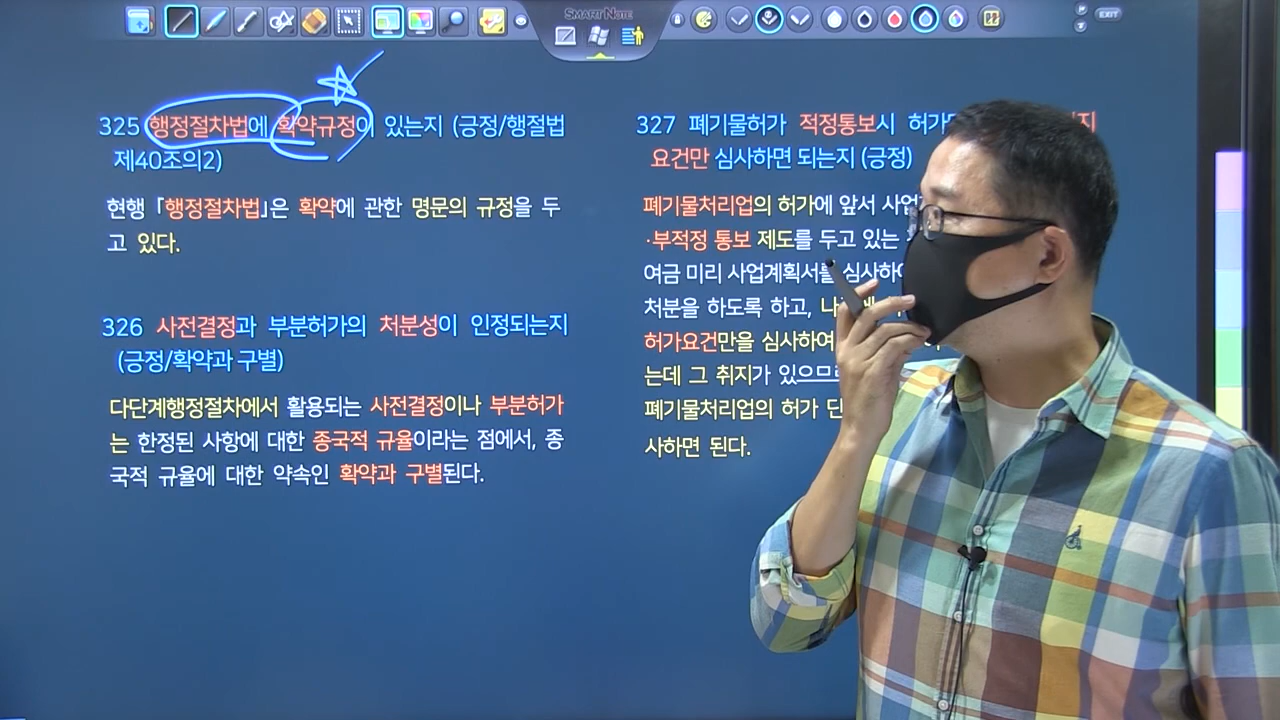 SMART NOTE
EXIT
325 행정절차법에 확약규정이 있는지 (긍정/행절법
제40조의2)
현행 「행정절차법」은 확약에 관한 명문의 규정을 두
고 있다.
326 사전결정과 부분허가의 처분성이 인정되는지
(긍정/확약과 구별)
다단계행정절차에서 활용되는 사전결정이나 부분허가
는 한정된 사항에 대한 종국적 규율이라는 점에서, 종
국적 규율에 대한 약속인 확약과 구별된다.
327 폐기물허가 적정통보시 허가
요건만 심사하면 되는지 (긍정)
폐기물처리업의 허가에 앞서
·부적정 통보 제도를 두고 있는
여금 미리 사업계획서를 심사하여
처분을 하도록 하고,
허가요건만을 심사하여
는데 그 취지가 있으므로
폐기물처리업의 허가 단
사하면 된다.